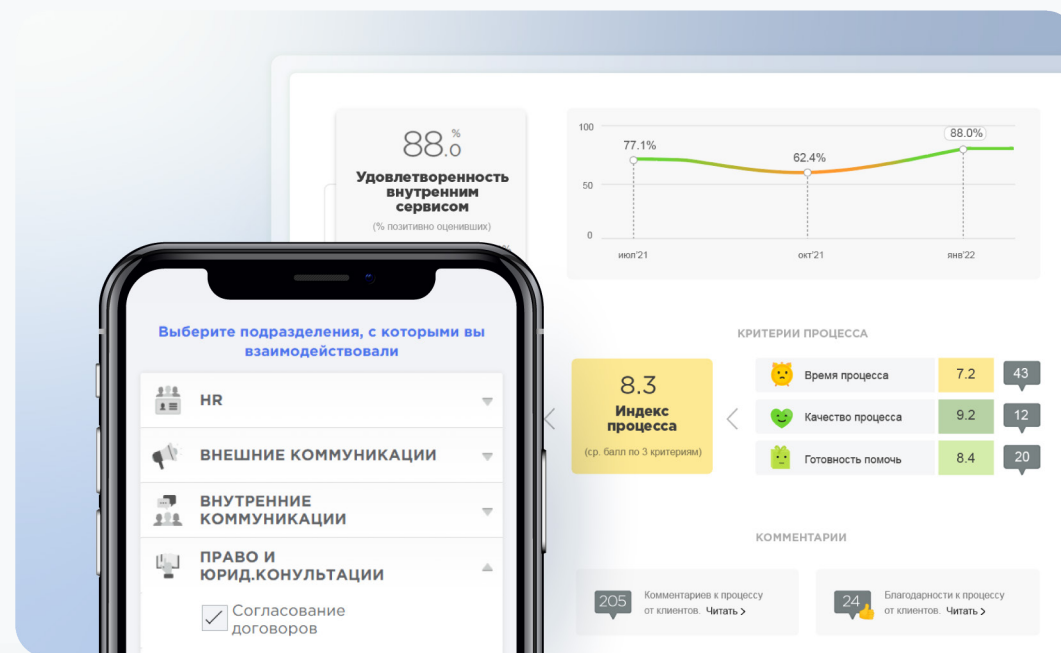 88.0%
Удовлетворенность
внутренним
сервисом
(% позитивно оценивших)
%
100
50
0
77.1%
62.4%
88.0%
июл'21
окт'21
янв'22
Выберите подразделения, с которыми вы
взаимодействовали
HR
ВНЕШНИЕ КОММУНИКАЦИИ
ВНУТРЕННИЕ
КОММУНИКАЦИИ
ПРАВО И
ЮРИД.КОНУЛЬТАЦИИ
Согласование
договоров
КРИТЕРИИ ПРОЦЕССА
8.3
Индекс
процесса
(ср. балл по 3 критериям)
Время процесса 7.2 43
Качество процесса 9.2 12
Готовность помочь 8.4 20
КОММЕНТАРИИ
205
Комментариев к процессу
от клиентов. Читать >
24
Благодарности к процессу
от клиентов. Читать >